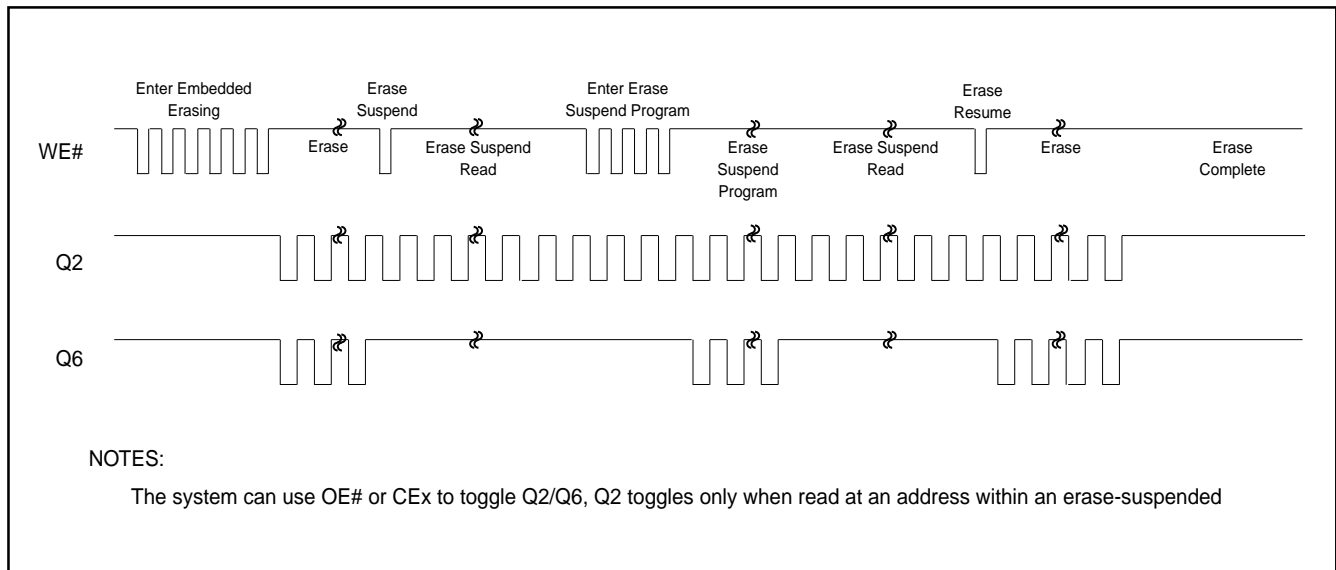 Enter Embedded
Erasing
Erase
Suspend
Enter Erase
Suspend Program
Erase
Resume
WE#
Erase
Erase Suspend
Read
Erase
Suspend
Program
Erase Suspend
Read
Erase
Erase
Complete
Q2
Q6
NOTES:
The system can use OE# or CEx to toggle Q2/Q6, Q2 toggles only when read at an address within an erase-suspended